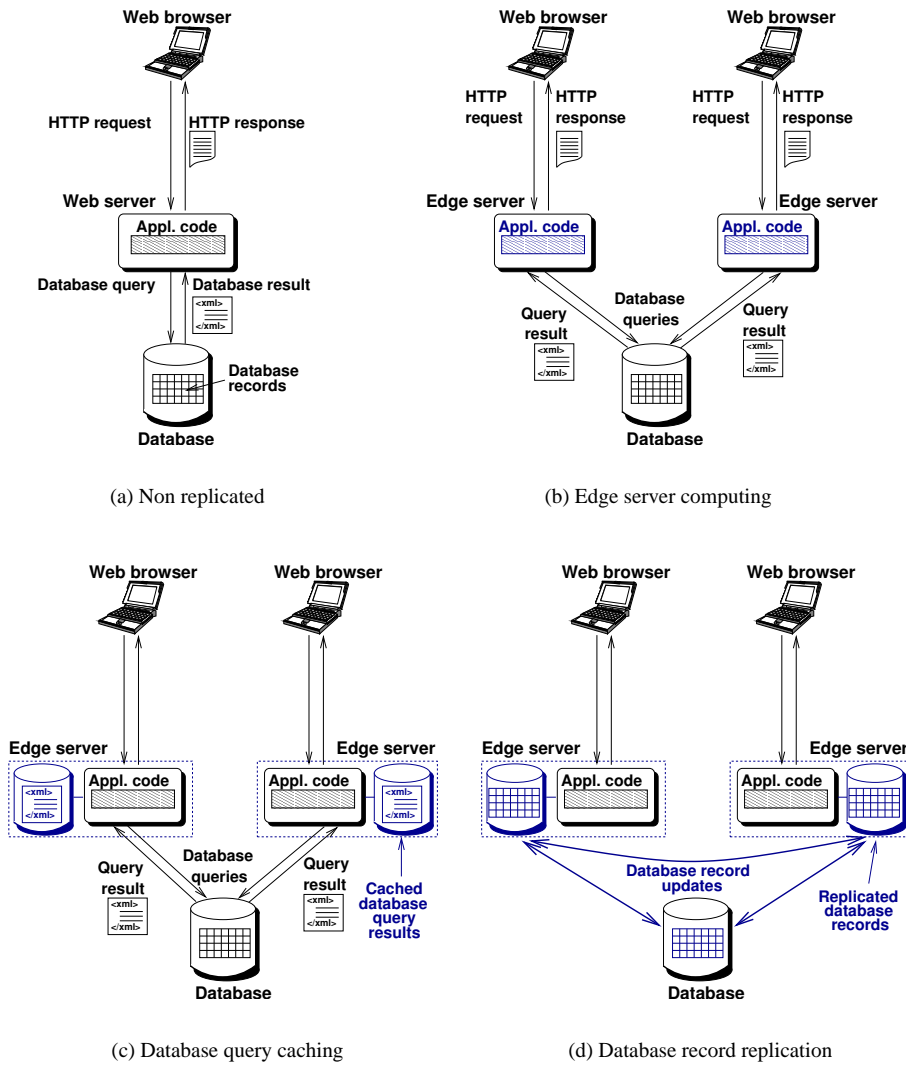 Web browser
HTTP request
HTTP response
Web server
Appl. code
Database query
Database result
<xml>
</xml>
Database
records
Database
(a) Non replicated
Web browser
Web browser
HTTP
request
HTTP
response
HTTP
request
HTTP
response
Edge server
Edge server
Appl. code
Appl. code
Query
result
<xml>
</xml>
Database
queries
Query
result
<xml>
</xml>
Database
(b) Edge server computing
Web browser
Web browser
Edge server
Edge server
<xml>
</xml>
Appl. code
Appl. code
<xml>
</xml>
Query
result
<xml>
</xml>
Database
queries
Query
result
<xml>
</xml>
Cached
database
query
results
Database
(c) Database query caching
Web browser
Web browser
Edge server
Edge server
Appl. code
Appl. code
Database record
updates
Replicated
database
records
Database
(d) Database record replication